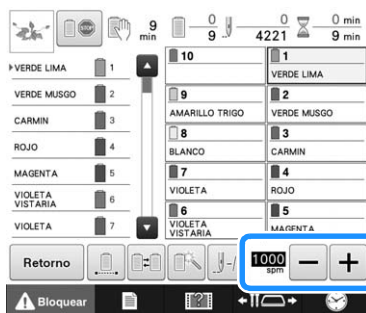 9 min
0
9
0
4221
0 min
9 min
VERDE LIMA 1
VERDE MUSGO 2
CARMIN 3
ROJO 4
MAGENTA 5
VIOLETA VISTARIA 6
VIOLETA 7
10
1
VERDE LIMA
9
AMARILLO TRIGO
2
VERDE MUSGO
8
BLANCO
3
CARMIN
7
VIOLETA
4
ROJO
6
VIOLETA VISTARIA
5
MAGENTA
Retorno
1000 spm
Bloquear